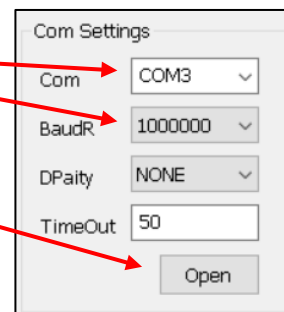 Com Settings
Com COM3
BaudR 1000000
DPaity NONE
TimeOut 50
Open